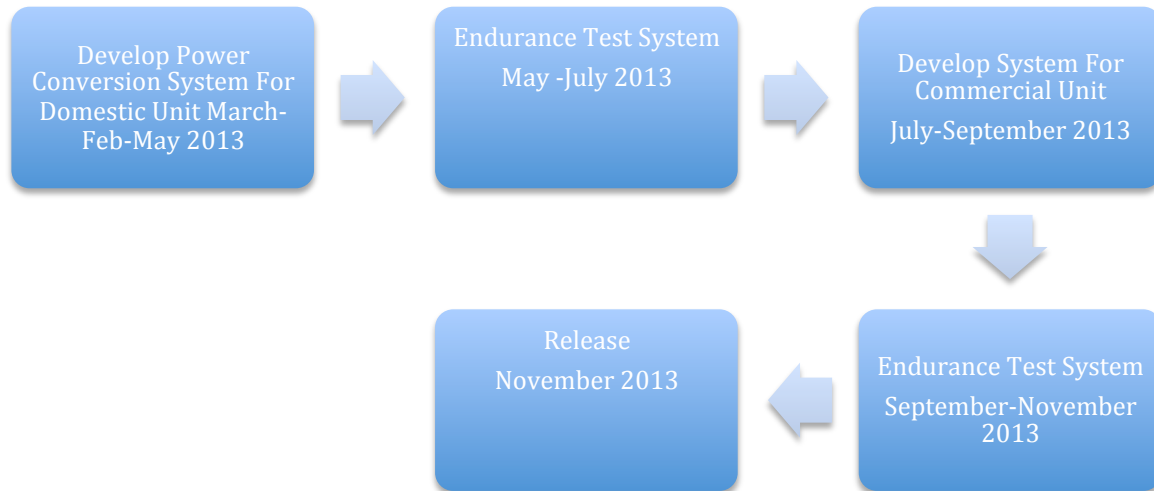 Develop Power
Conversion System For
Domestic Unit March-
Feb-May 2013
Endurance Test System
May -July 2013
Develop System For
Commercial Unit
July-September 2013
Endurance Test System
September-November
2013
Release
November 2013